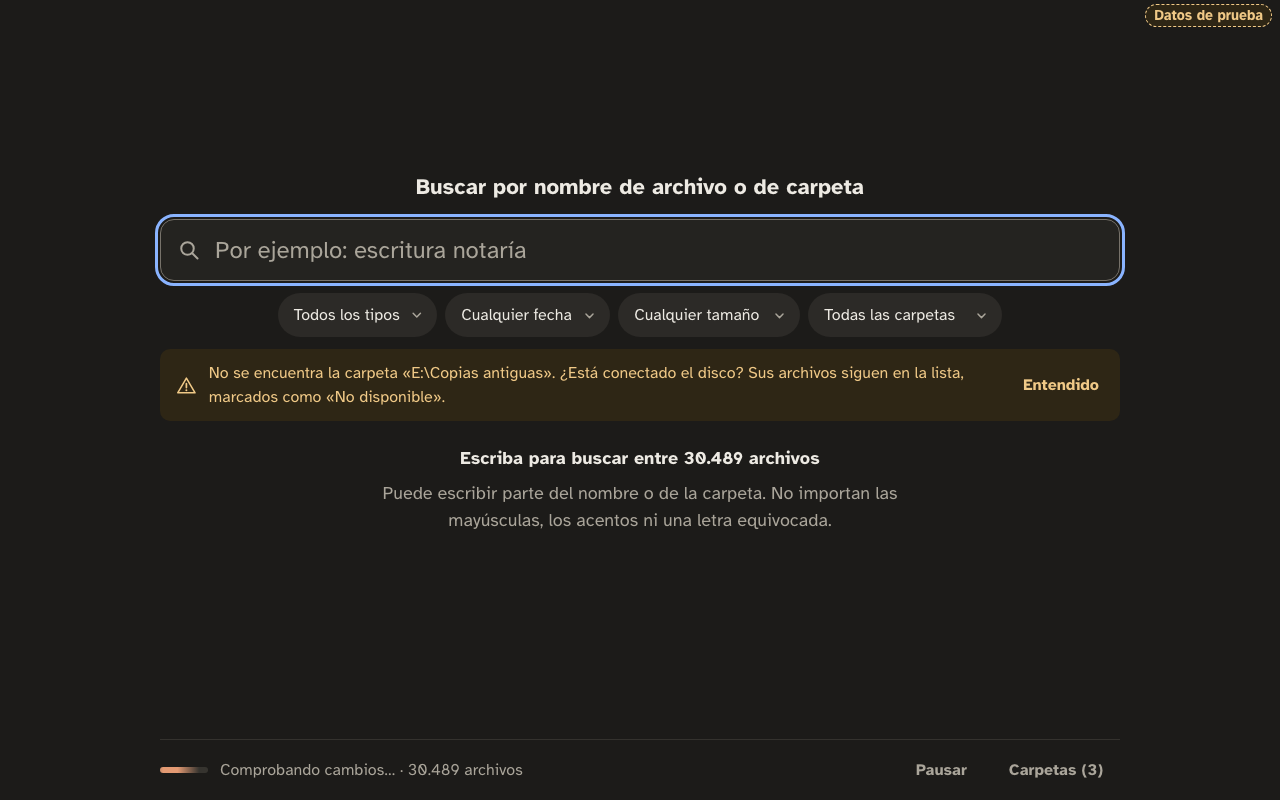 Datos de prueba
Buscar por nombre de archivo o de carpeta
Por ejemplo: escritura notaría
Todos los tipos
Cualquier fecha
Cualquier tamaño
Todas las carpetas
No se encuentra la carpeta «E:\Copias antiguas». ¿Está conectado el disco? Sus archivos siguen en la lista,
marcados como «No disponible».
Entendido
Escriba para buscar entre 30.489 archivos
Puede escribir parte del nombre o de la carpeta. No importan las
mayúsculas, los acentos ni una letra equivocada.
Comprobando cambios… · 30.489 archivos
Pausar
Carpetas (3)